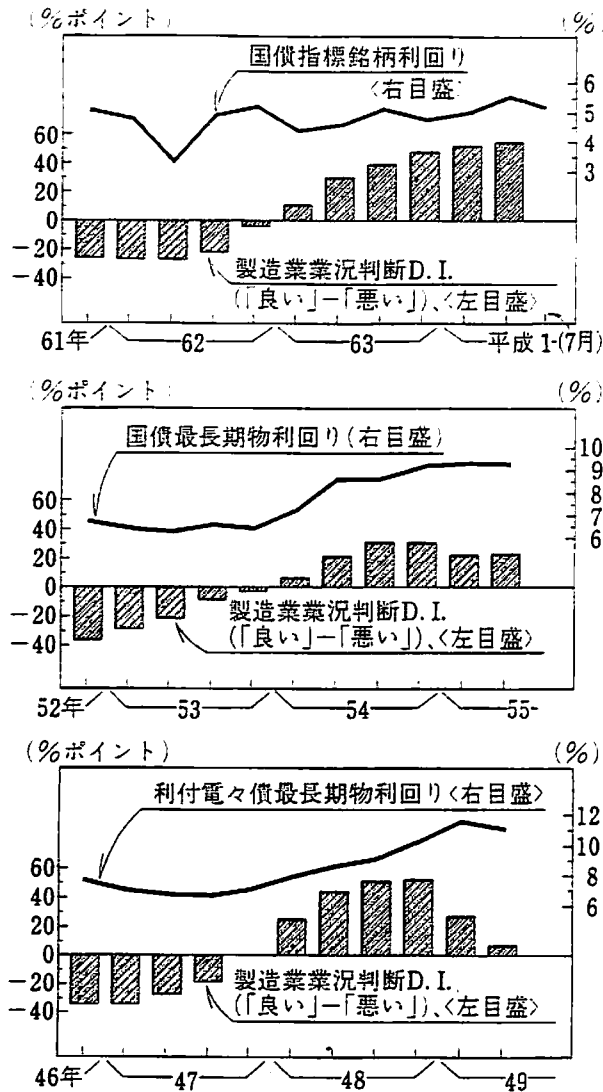 (%ポイント) (%)
国債指標銘柄利回り
〈右目盛〉
6
5
4
3
60
40
20
0
−20
−40
製造業業況判断D.I.
(「良い」−「悪い」)、〈左目盛〉
61年 62 63 平成1 (7月)
(%ポイント) (%)
国債最長期物利回り(右目盛)
10
9
8
7
6
60
40
20
0
−20
−40
製造業業況判断D.I.
(「良い」−「悪い」)、〈左目盛〉
52年 53 54 55
(%ポイント) (%)
利付電々債最長期物利回り〈右目盛〉
12
10
8
6
60
40
20
0
−20
−40
製造業業況判断D.I.
(「良い」−「悪い」)、〈左目盛〉
46年 47 48 49